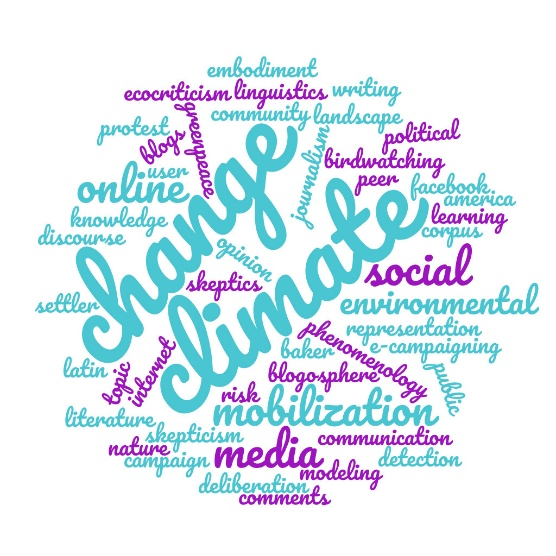 embodiment
ecocriticism linguistics writing
community landscape
protest
blogs
greenpeace
journalism
political
birdwatching
user
peer
online
facebook
america
knowledge
learning
discourse
corpus
change
climate
opinion
skeptics
social
settler
environmental
representation
phenomenology
baker
e-campaigning
latin
topic
internet
blogosphere
public
risk
mobilization
literature
skepticism
communication
nature
campaign
media
detection
modeling
deliberation
comments